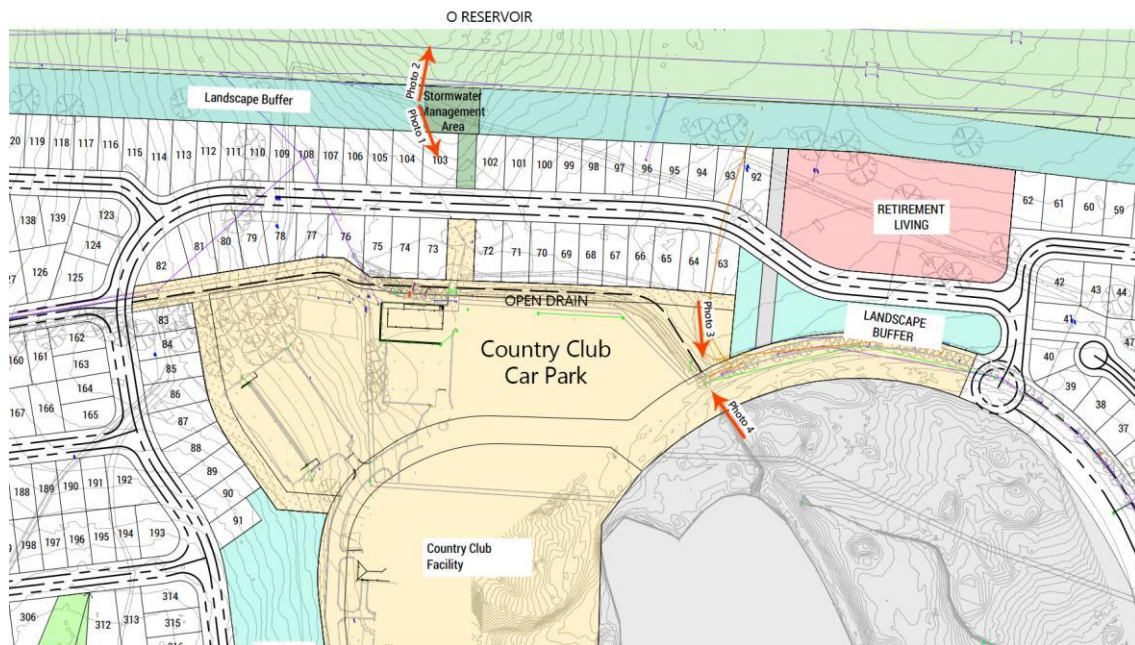 O RESERVOIR
Photo 2
Landscape Buffer
Stormwater
Management
Area
Photo 1
20 119 118 117 116 115 114 113 112 111 110 109 108 107 106 105 104 103 102 101 100 99 98 97 96 95 94 93 92
RETIREMENT
LIVING
62 61 60 59
138 139 123
124
126 125
82 81 80 79 78 77 76 75 74 73 72 71 70 69 68 67 66 65 64 63
42 43 44
41
47
40
39
38
37
OPEN DRAIN
Photo 3
LANDSCAPE
BUFFER
Country Club
Car Park
Photo 4
83
84
85
86
87
88
89
90
91
162
160 161 163
164
167 166 165
188 189 190 191 192
198 197 196 195 194 193
Country Club
Facility
306 312 313 314
315